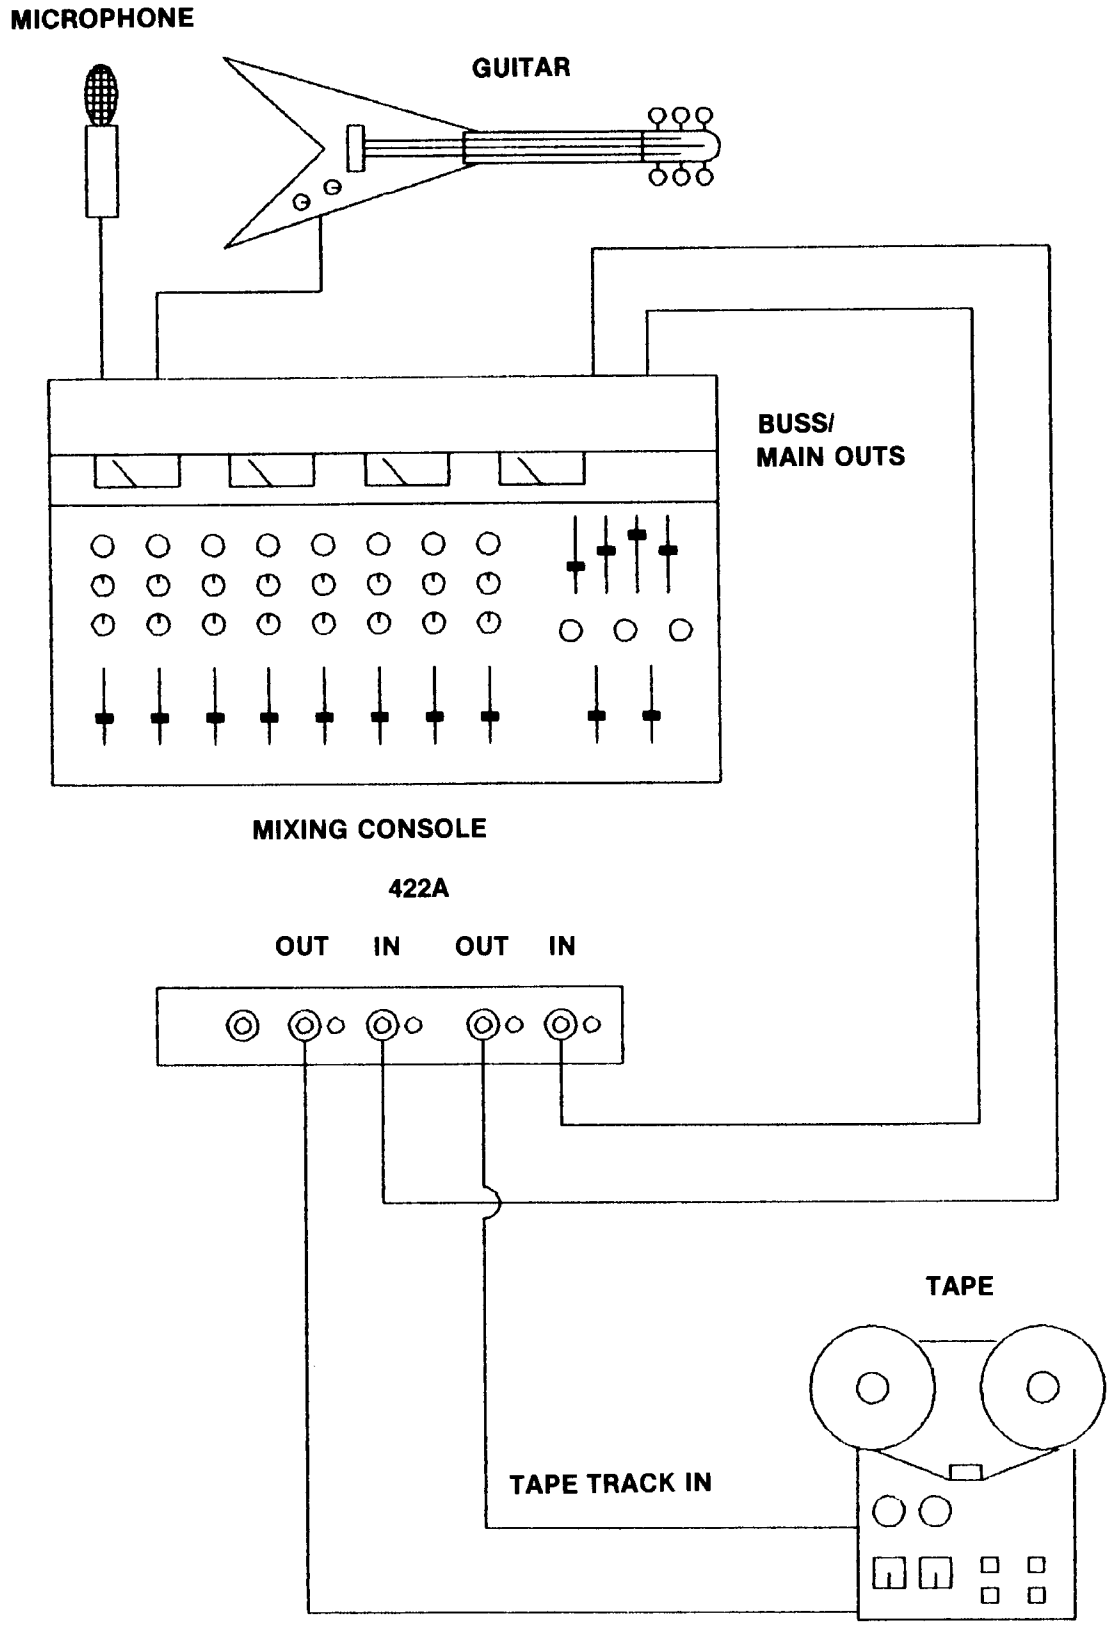 MICROPHONE
GUITAR
BUSS/
MAIN OUTS
MIXING CONSOLE
422A
OUT IN OUT IN
TAPE
TAPE TRACK IN